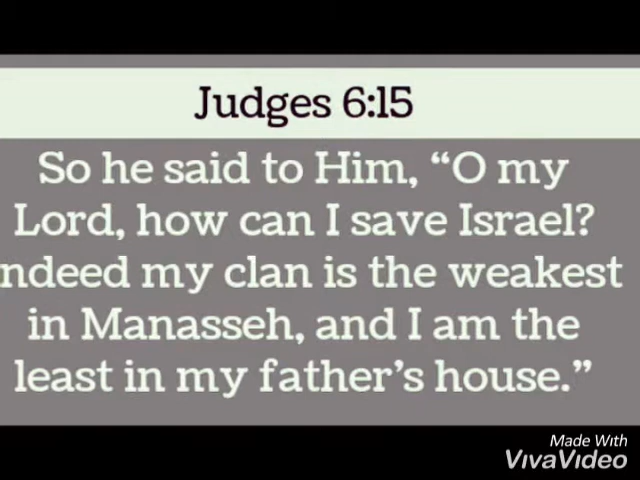 Judges 6:15
So he said to Him, “O my
Lord, how can I save Israel?
ndeed my clan is the weakest
in Manasseh, and I am the
least in my father’s house.”
Made With
VivaVideo